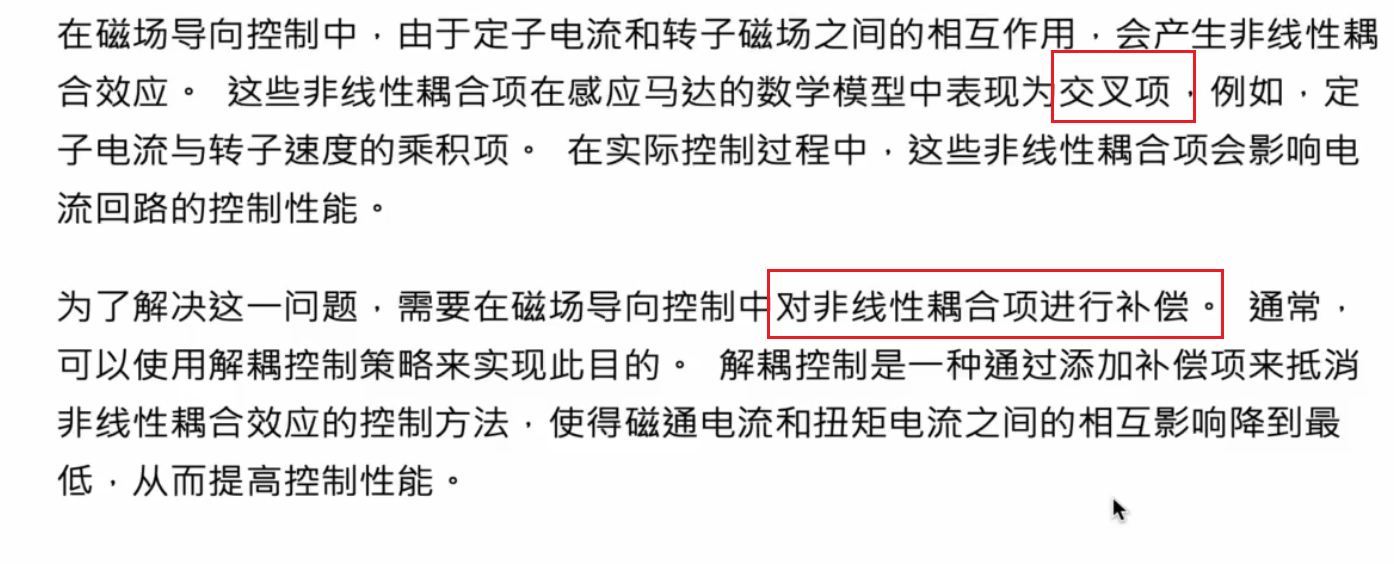 在磁场导向控制中，由于定子电流和转子磁场之间的相互作用，会产生非线性耦
合效应。 这些非线性耦合项在感应马达的数学模型中表现为交叉项，例如，定
子电流与转子速度的乘积项。 在实际控制过程中，这些非线性耦合项会影响电
流回路的控制性能。
为了解决这一问题，需要在磁场导向控制中对非线性耦合项进行补偿。 通常，
可以使用解耦控制策略来实现此目的。 解耦控制是一种通过添加补偿项来抵消
非线性耦合效应的控制方法，使得磁通电流和扭矩电流之间的相互影响降到最
低，从而提高控制性能。